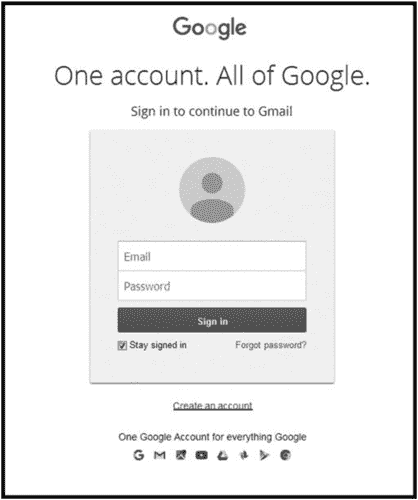 Google
One account. All of Google.
Sign in to continue to Gmail
Email
Password
Sign in
Stay signed in Forgot password?
Create an account
One Google Account for everything Google